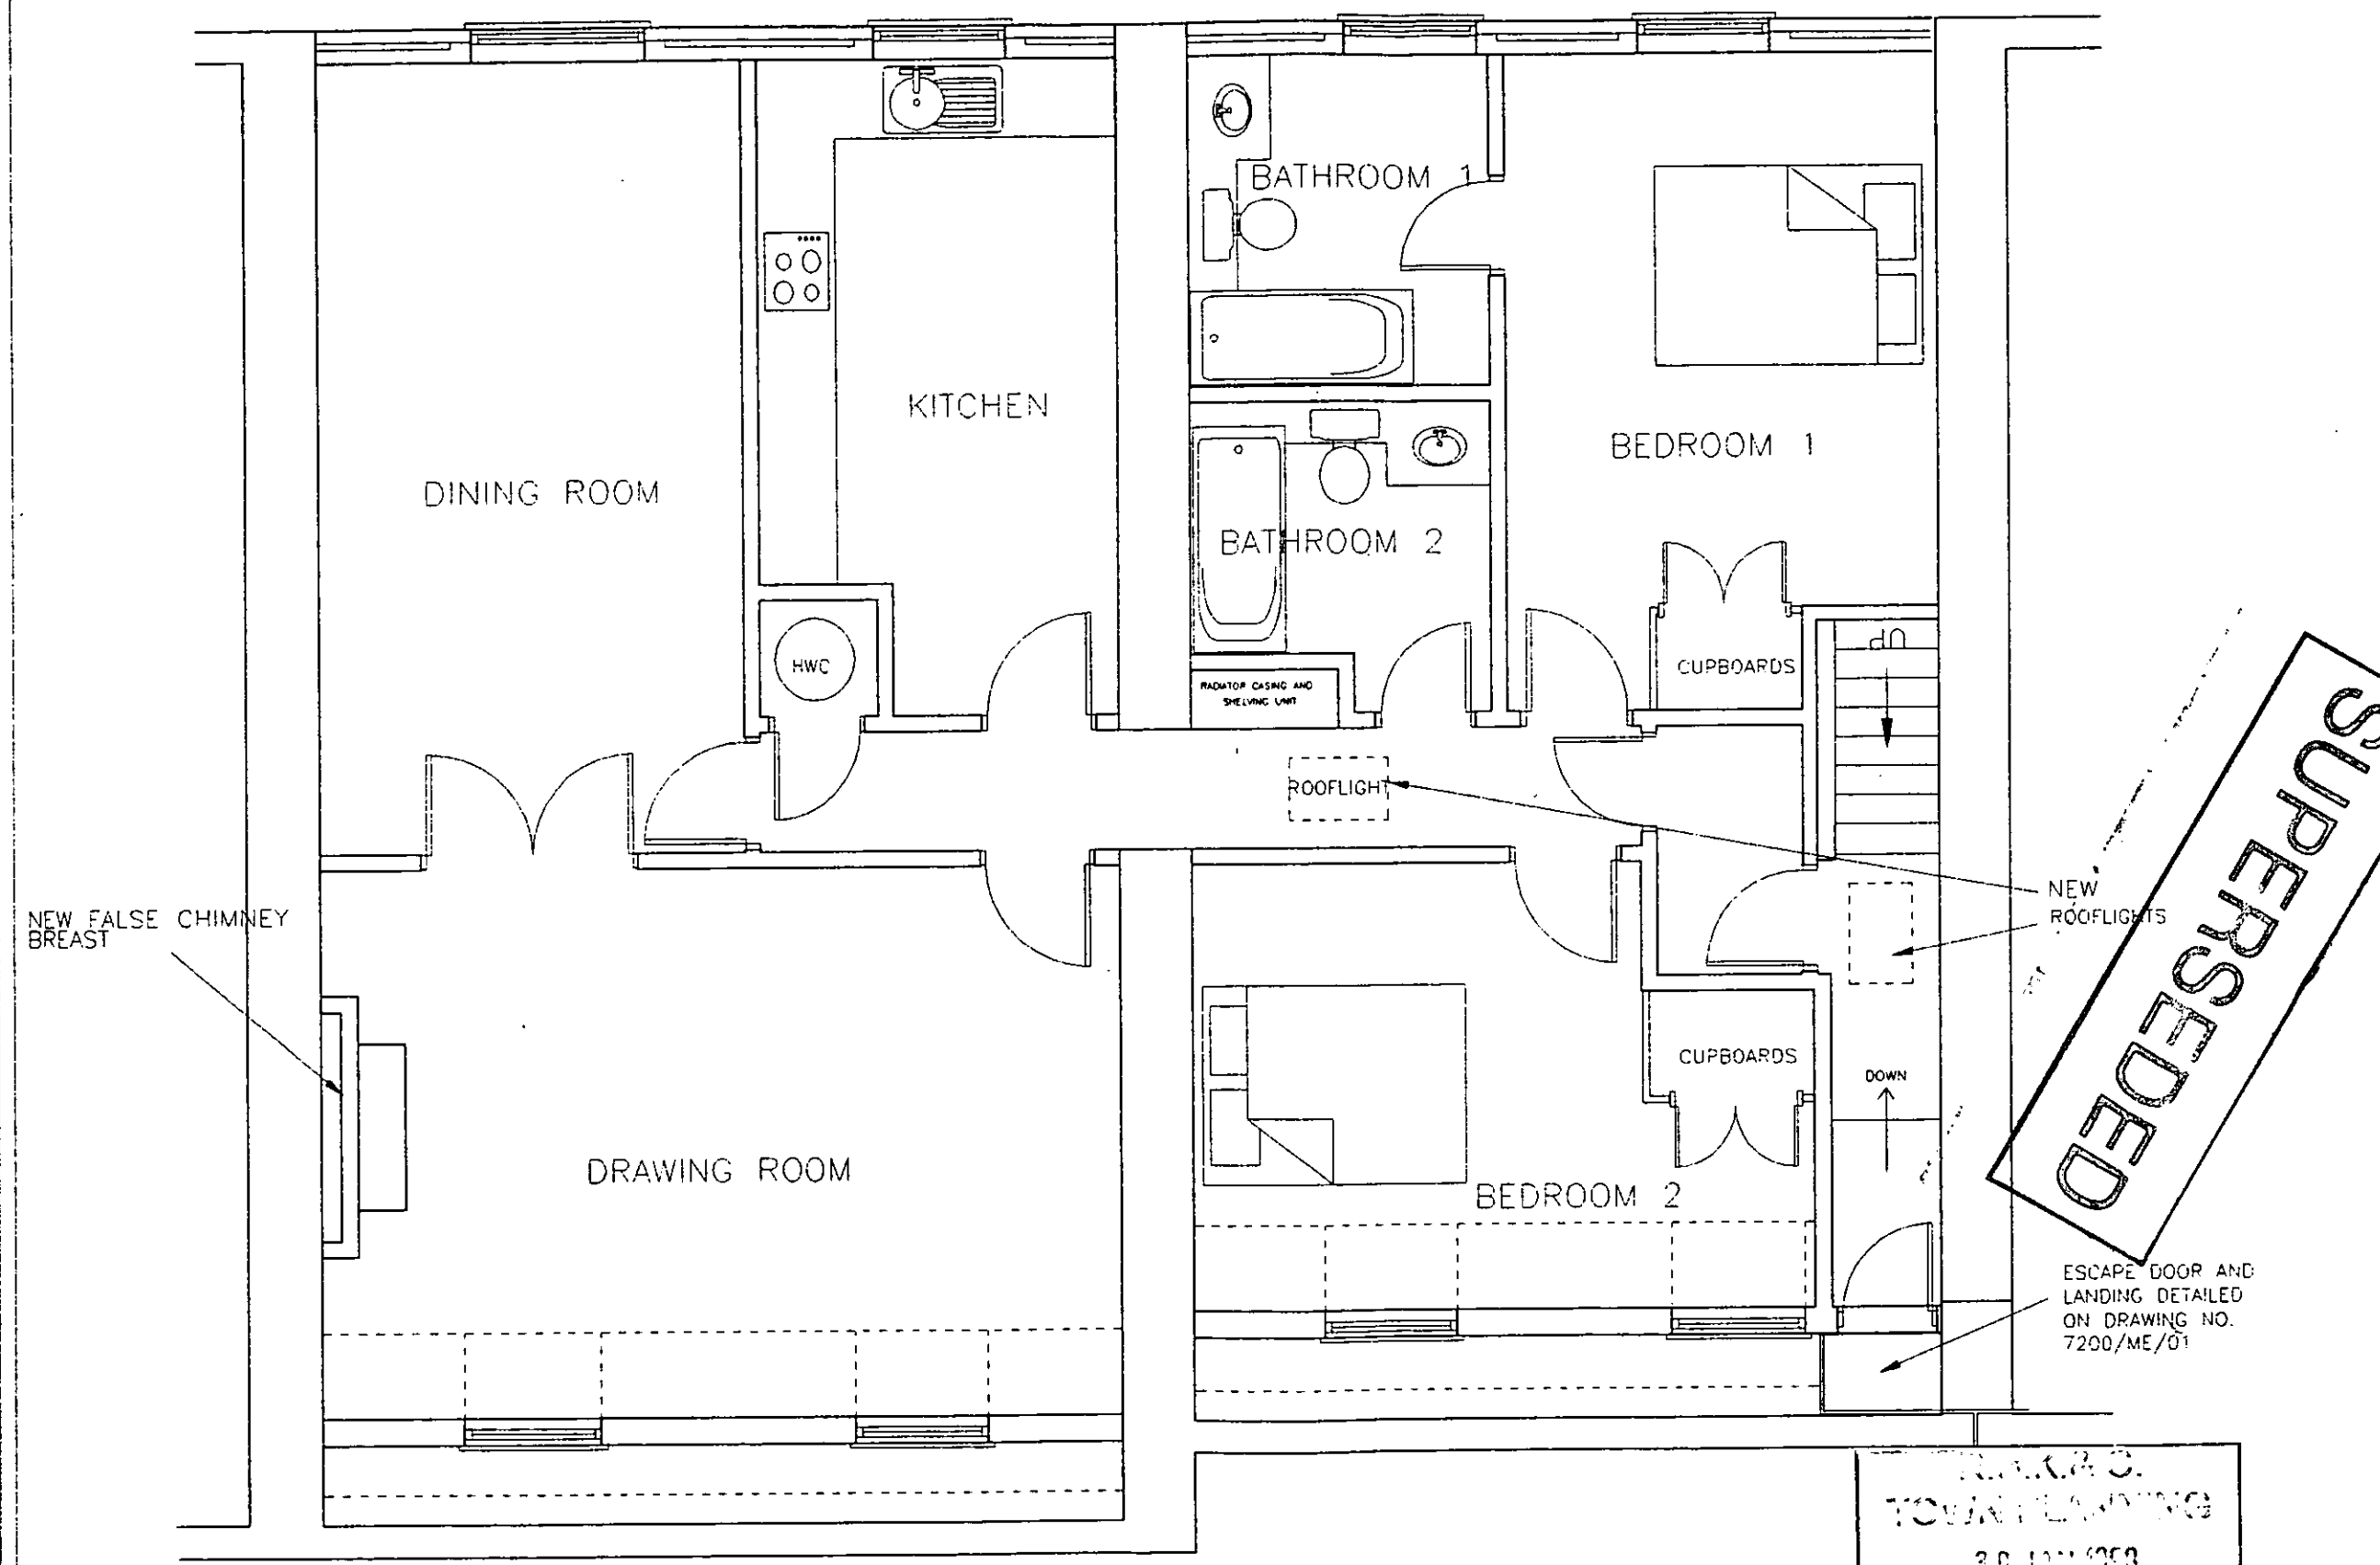 BATHROOM 1
KITCHEN
BEDROOM 1
DINING ROOM
BATHROOM 2
HWC
RADIATOR CASING AND
SHELVING UNIT
CUPBOARDS
UP
ROOFLIGHT
NEW
ROOFLIGHTS
NEW FALSE CHIMNEY
BREAST
CUPBOARDS
DOWN
DRAWING ROOM
BEDROOM 2
SUPERSEDED
ESCAPE DOOR AND
LANDING DETAILED
ON DRAWING NO.
7200/ME/01
TOWN PLANNING